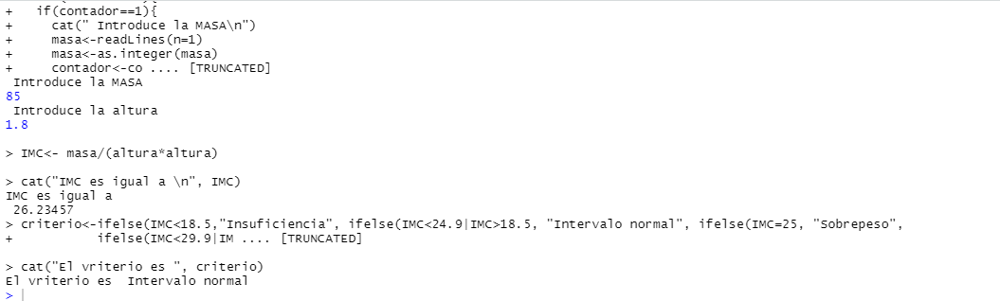 +   if(contador==1){
+     cat(" Introduce la MASA\n")
+     masa<-readLines(n=1)
+     masa<-as.integer(masa)
+     contador<-co .... [TRUNCATED]
 Introduce la MASA
85
 Introduce la altura
1.8
> IMC<- masa/(altura*altura)
> cat("IMC es igual a \n", IMC)
IMC es igual a
 26.23457
> criterio<-ifelse(IMC<18.5,"Insuficiencia", ifelse(IMC<24.9|IMC>18.5, "Intervalo normal", ifelse(IMC=25, "Sobrepeso",
+           ifelse(IMC<29.9|IM .... [TRUNCATED]
> cat("El vriterio es ", criterio)
El vriterio es  Intervalo normal
>